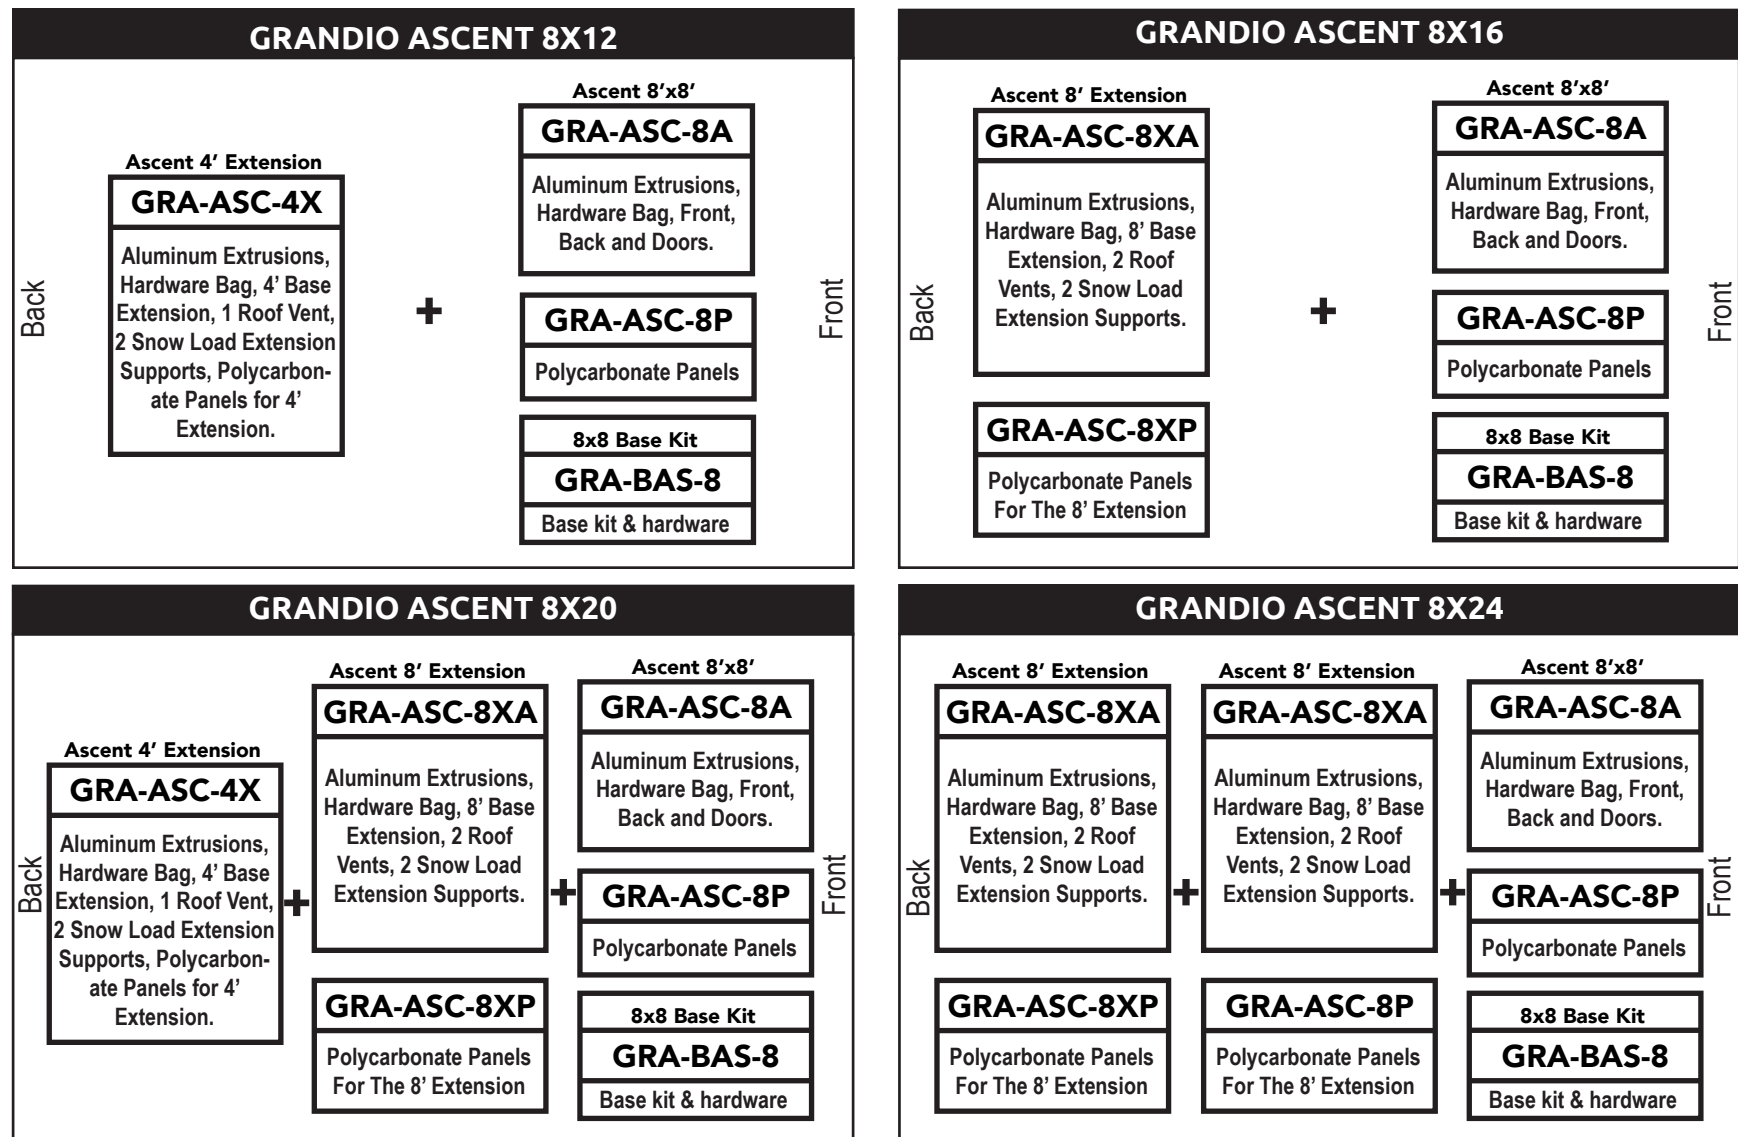 GRANDIO ASCENT 8X12
Back
Ascent 4’ Extension
GRA-ASC-4X
Aluminum Extrusions,
Hardware Bag, 4’ Base
Extension, 1 Roof Vent,
2 Snow Load Extension
Supports, Polycarbon-
ate Panels for 4’
Extension.
+
Ascent 8’x8’
GRA-ASC-8A
Aluminum Extrusions,
Hardware Bag, Front,
Back and Doors.
GRA-ASC-8P
Polycarbonate Panels
8x8 Base Kit
GRA-BAS-8
Base kit & hardware
Front
GRANDIO ASCENT 8X16
Back
Ascent 8’ Extension
GRA-ASC-8XA
Aluminum Extrusions,
Hardware Bag, 8’ Base
Extension, 2 Roof
Vents, 2 Snow Load
Extension Supports.
GRA-ASC-8XP
Polycarbonate Panels
For The 8’ Extension
+
Ascent 8’x8’
GRA-ASC-8A
Aluminum Extrusions,
Hardware Bag, Front,
Back and Doors.
GRA-ASC-8P
Polycarbonate Panels
8x8 Base Kit
GRA-BAS-8
Base kit & hardware
Front
GRANDIO ASCENT 8X20
Back
Ascent 4’ Extension
GRA-ASC-4X
Aluminum Extrusions,
Hardware Bag, 4’ Base
Extension, 1 Roof Vent,
2 Snow Load Extension
Supports, Polycarbon-
ate Panels for 4’
Extension.
+
Ascent 8’ Extension
GRA-ASC-8XA
Aluminum Extrusions,
Hardware Bag, 8’ Base
Extension, 2 Roof
Vents, 2 Snow Load
Extension Supports.
GRA-ASC-8XP
Polycarbonate Panels
For The 8’ Extension
+
Ascent 8’x8’
GRA-ASC-8A
Aluminum Extrusions,
Hardware Bag, Front,
Back and Doors.
GRA-ASC-8P
Polycarbonate Panels
8x8 Base Kit
GRA-BAS-8
Base kit & hardware
Front
GRANDIO ASCENT 8X24
Back
Ascent 8’ Extension
GRA-ASC-8XA
Aluminum Extrusions,
Hardware Bag, 8’ Base
Extension, 2 Roof
Vents, 2 Snow Load
Extension Supports.
GRA-ASC-8XP
Polycarbonate Panels
For The 8’ Extension
+
Ascent 8’ Extension
GRA-ASC-8XA
Aluminum Extrusions,
Hardware Bag, 8’ Base
Extension, 2 Roof
Vents, 2 Snow Load
Extension Supports.
GRA-ASC-8P
Polycarbonate Panels
For The 8’ Extension
+
Ascent 8’x8’
GRA-ASC-8A
Aluminum Extrusions,
Hardware Bag, Front,
Back and Doors.
GRA-ASC-8P
Polycarbonate Panels
8x8 Base Kit
GRA-BAS-8
Base kit & hardware
Front